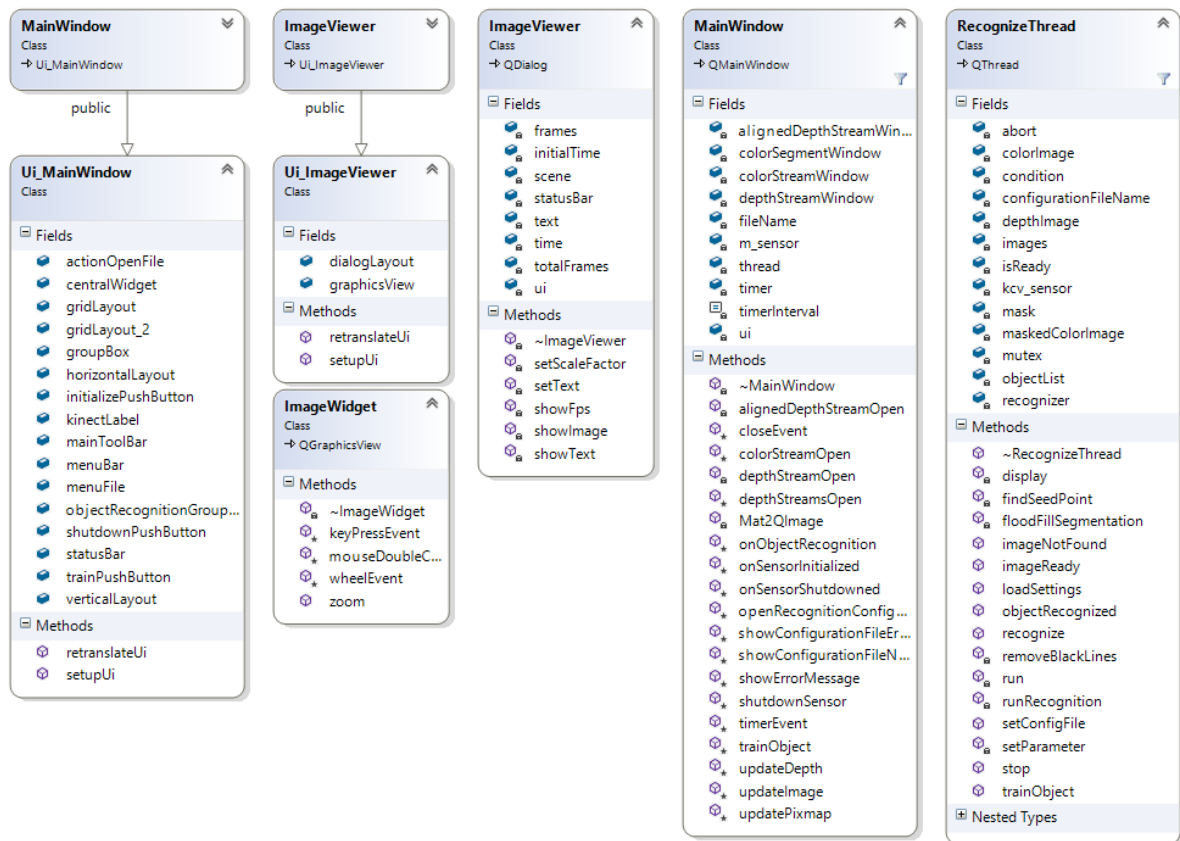 MainWindow
Class
Ui_MainWindow
public
Ui_MainWindow
Class
Fields
actionOpenFile
centralWidget
gridLayout
gridLayout_2
groupBox
horizontalLayout
initializePushButton
kinectLabel
mainToolBar
menuBar
menuFile
objectRecognitionGroup...
shutdownPushButton
statusBar
trainPushButton
verticalLayout
Methods
retranslateUi
setupUi
ImageViewer
Class
Ui_ImageViewer
public
Ui_ImageViewer
Class
Fields
dialogLayout
graphicsView
Methods
retranslateUi
setupUi
ImageWidget
Class
QGraphicsView
Methods
~ImageWidget
keyPressEvent
mouseDoubleC...
wheelEvent
zoom
ImageViewer
Class
QDialog
Fields
frames
initialTime
scene
statusBar
text
time
totalFrames
ui
Methods
~ImageViewer
setScaleFactor
setText
showFps
showImage
showText
MainWindow
Class
QMainWindow
Fields
alignedDepthStreamWin...
colorSegmentWindow
colorStreamWindow
depthStreamWindow
fileName
m_sensor
thread
timer
timerInterval
ui
Methods
~MainWindow
alignedDepthStreamOpen
closeEvent
colorStreamOpen
depthStreamOpen
depthStreamsOpen
Mat2QImage
onObjectRecognition
onSensorInitialized
onSensorShutdowned
openRecognitionConfig...
showConfigurationFileEr...
showConfigurationFileN...
showErrorMessage
shutdownSensor
timerEvent
trainObject
updateDepth
updateImage
updatePixmap
RecognizeThread
Class
QThread
Fields
abort
colorImage
condition
configurationFileName
depthImage
images
isReady
kcv_sensor
mask
maskedColorImage
mutex
objectList
recognizer
Methods
~RecognizeThread
display
findSeedPoint
floodFillSegmentation
imageNotFound
imageReady
loadSettings
objectRecognized
recognize
removeBlackLines
run
runRecognition
setConfigFile
setParameter
stop
trainObject
Nested Types